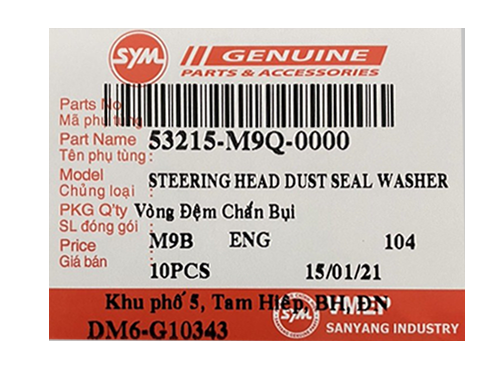 SYM GENUINE
PARTS & ACCESSORIES
Parts No
Mã phụ tùng
Part Name 53215-M9Q-0000
Tên phụ tùng :
Model STEERING HEAD DUST SEAL WASHER
Chủng loại :
PKG Q'ty Vòng Đệm Chắn Bụi
SL đóng gói :
Price M9B ENG 104
Giá bán :
10PCS 15/01/21
Khu phố 5, Tam Hiệp, BH, ĐN
SYM VMEP
DM6-G10343 SANYANG INDUSTRY